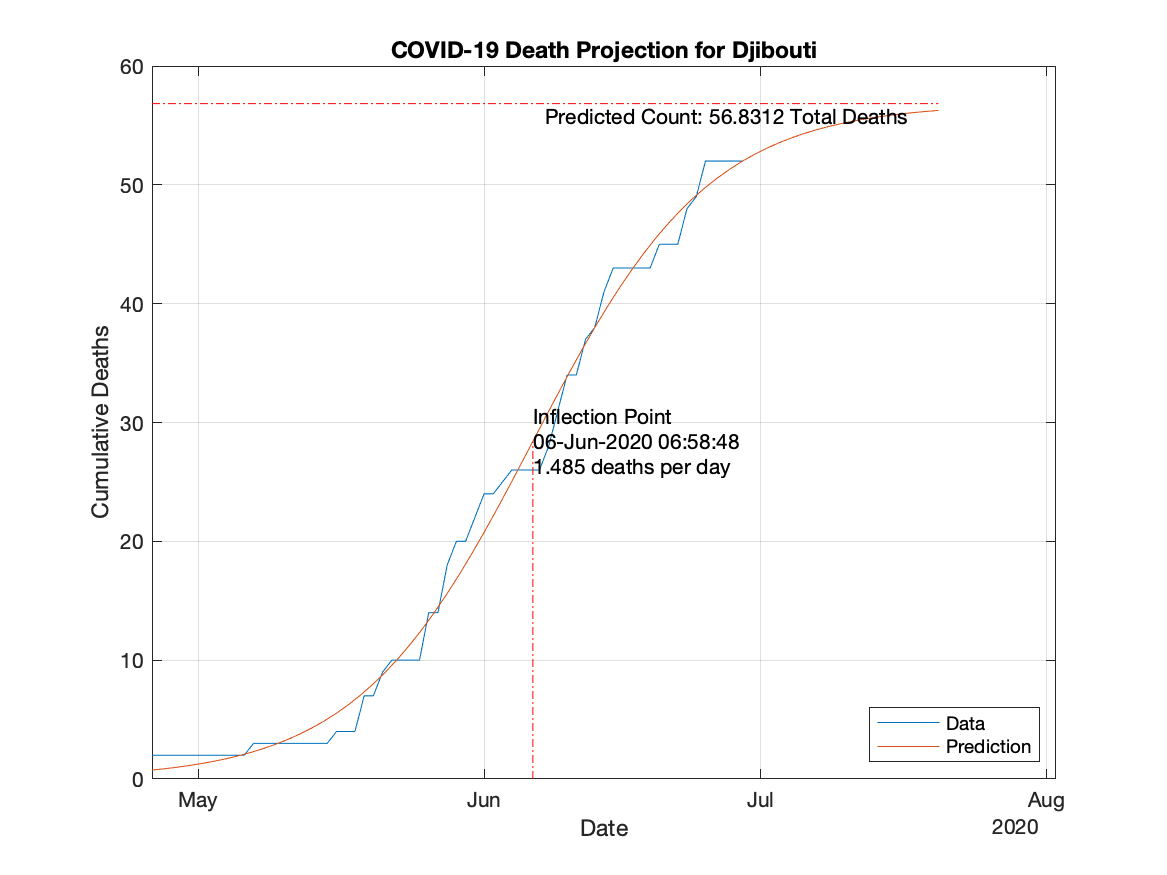 COVID-19 Death Projection for Djibouti
60
Predicted Count: 56.8312 Total Deaths
50
40
30
Inflection Point
06-Jun-2020 06:58:48
1.485 deaths per day
20
10
0
Cumulative Deaths
Data
Prediction
May Jun Jul Aug
Date
2020